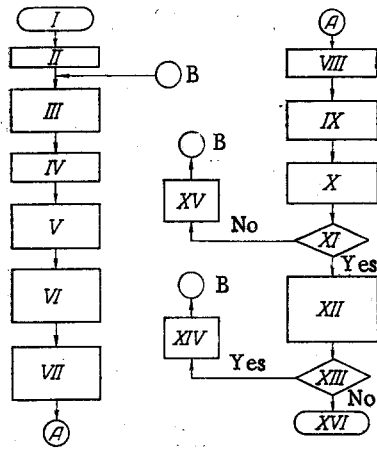 I
II
B
III
IV
V
VI
VII
A
A
VIII
IX
X
B
XV
No
XI
Yes
XII
B
XIV
Yes
XIII
No
XVI